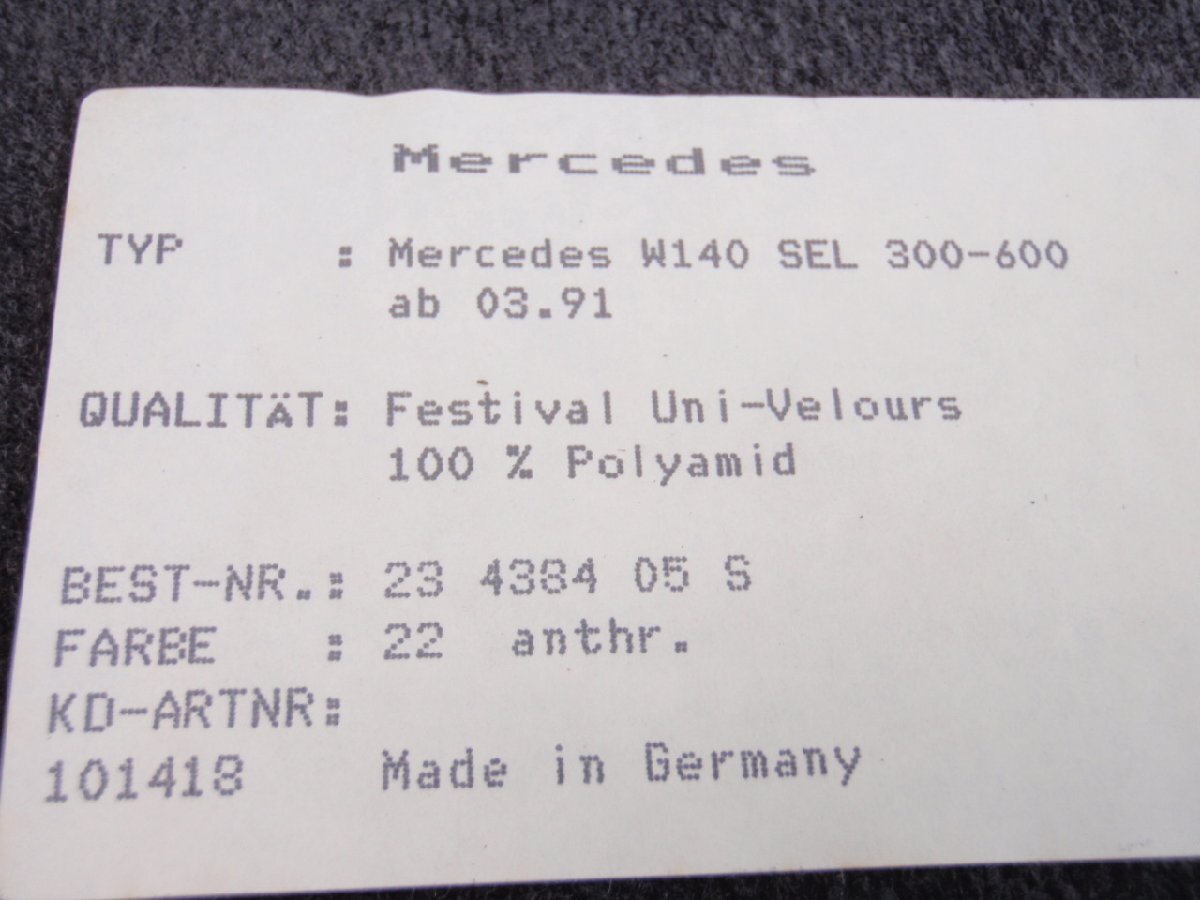 Mercedes
TYP : Mercedes W140 SEL 300-600
ab 03.91
QUALITÄT: Festival Uni-Velours
100 % Polyamid
BEST-NR.: 23 4384 05 S
FARBE : 22 anthr.
KD-ARTNR:
101418 Made in Germany